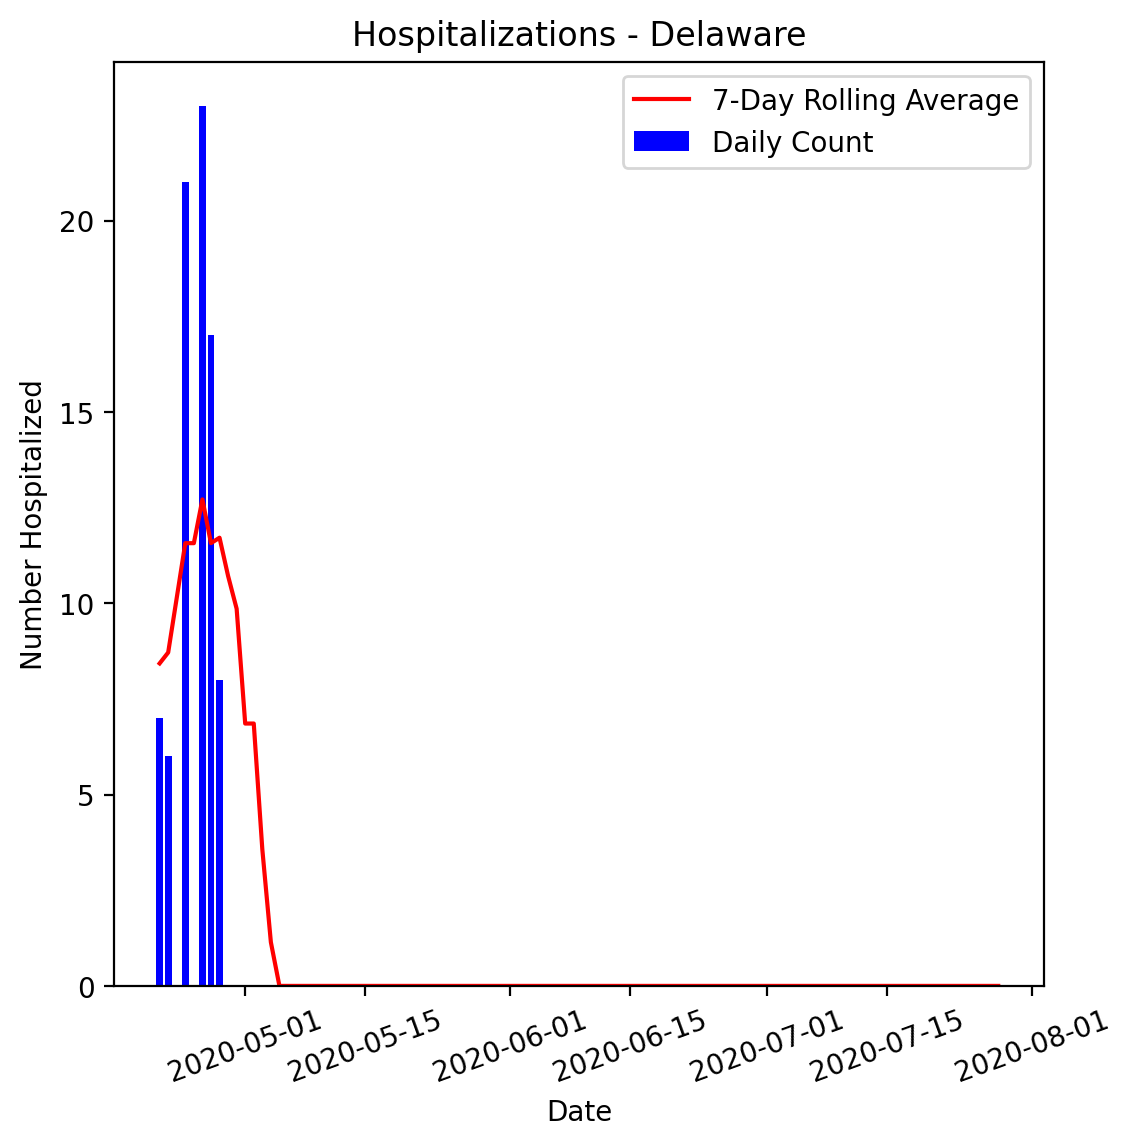 Hospitalizations - Delaware
7-Day Rolling Average
Daily Count
Number Hospitalized
20
15
10
5
0
2020-05-01
2020-05-15
2020-06-01
2020-06-15
2020-07-01
2020-07-15
2020-08-01
Date